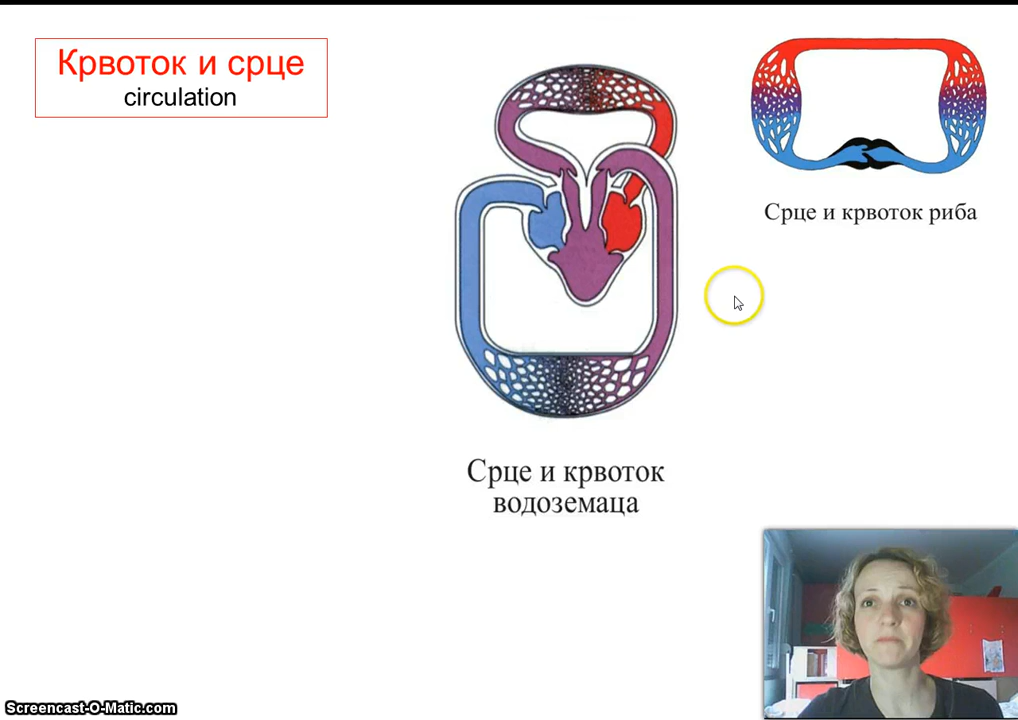 Крвоток и срце
circulation
Срце и крвоток риба
Срце и крвоток
водоземаца
Screencast-O-Matic.com